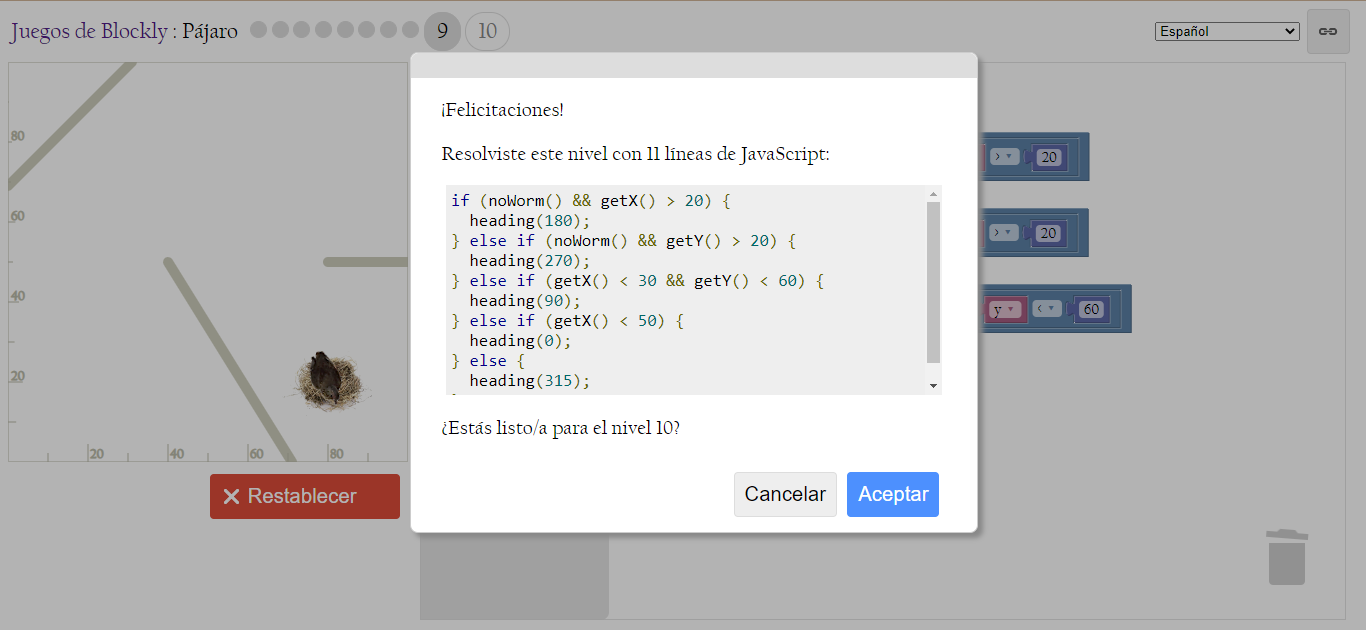 Juegos de Blockly : Pájaro 9 10
Español
80
60
40
20
20 40 60 80
Restablecer
¡Felicitaciones!
Resolviste este nivel con 11 líneas de JavaScript:
if (noWorm() && getX() > 20) {
  heading(180);
} else if (noWorm() && getY() > 20) {
  heading(270);
} else if (getX() < 30 && getY() < 60) {
  heading(90);
} else if (getX() < 50) {
  heading(0);
} else {
  heading(315);
¿Estás listo/a para el nivel 10?
Cancelar Aceptar
> 20
> 20
y < 60